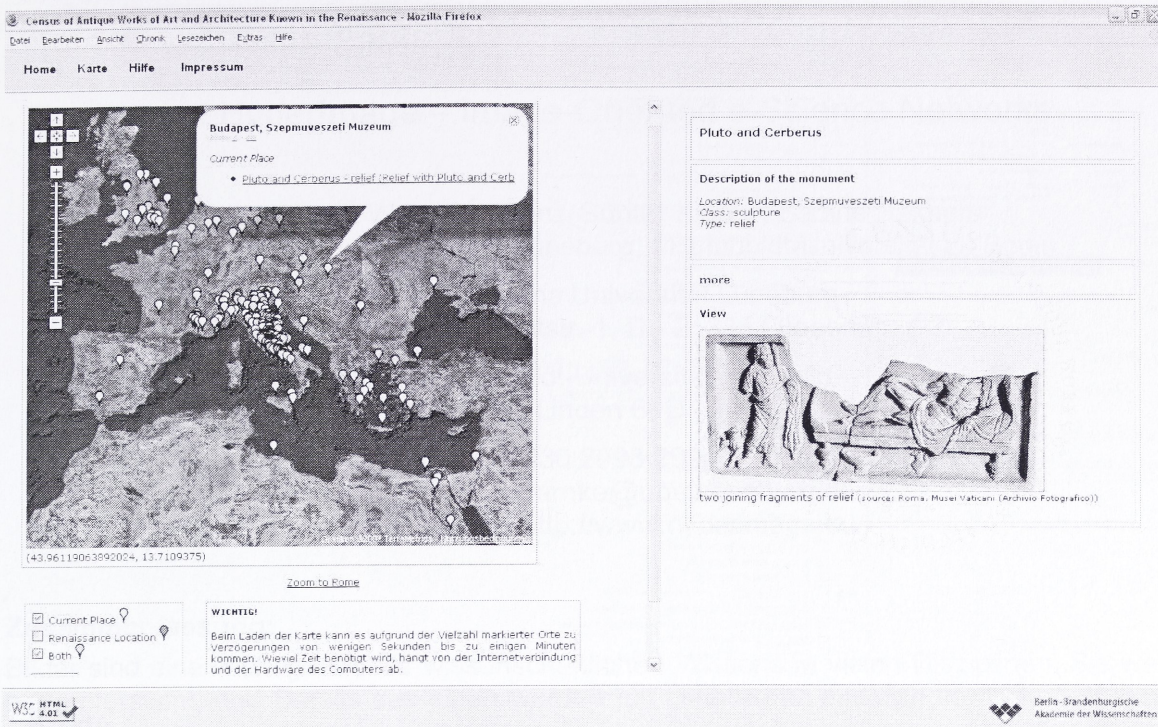 Census of Antique Works of Art and Architecture Known in the Renaissance - Mozilla Firefox
Datei Bearbeiten Ansicht Chronik Lesezeichen Extras Hilfe
Home Karte Hilfe Impressum
Budapest, Szepmuveszeti Muzeum
Current Place
• Pluto and Cerberus - relief (Relief with Pluto and Cerb
(43.96119063892024, 13.7109375)
Zoom to Rome
Current Place
Renaissance Location
Both
WICHTIG!
Beim Laden der Karte kann es aufgrund der Vielzahl markierter Orte zu
Verzögerungen von wenigen Sekunden bis zu einigen Minuten
kommen. Wieviel Zeit benötigt wird, hängt von der Internetverbindung
und der Hardware des Computers ab.
Pluto and Cerberus
Description of the monument
Location: Budapest, Szepmuveszeti Muzeum
Class: sculpture
Type: relief
more
View
two joining fragments of relief (source: Roma, Musei Vaticani (Archivio Fotografico))
W3C HTML
4.01
Berlin-Brandenburgische
Akademie der Wissenschaften